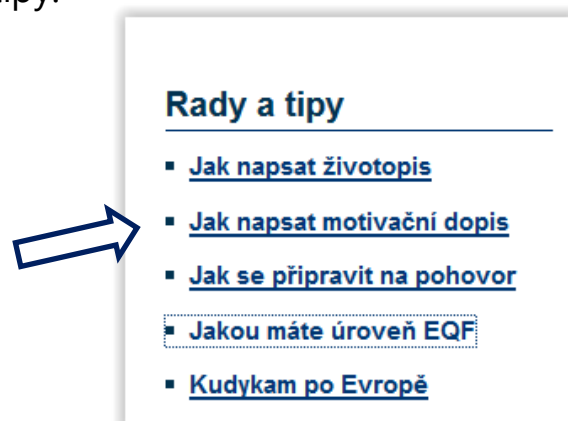 Rady a tipy
Jak napsat životopis
Jak napsat motivační dopis
Jak se připravit na pohovor
Jakou máte úroveň EQF
Kudykam po Evropě